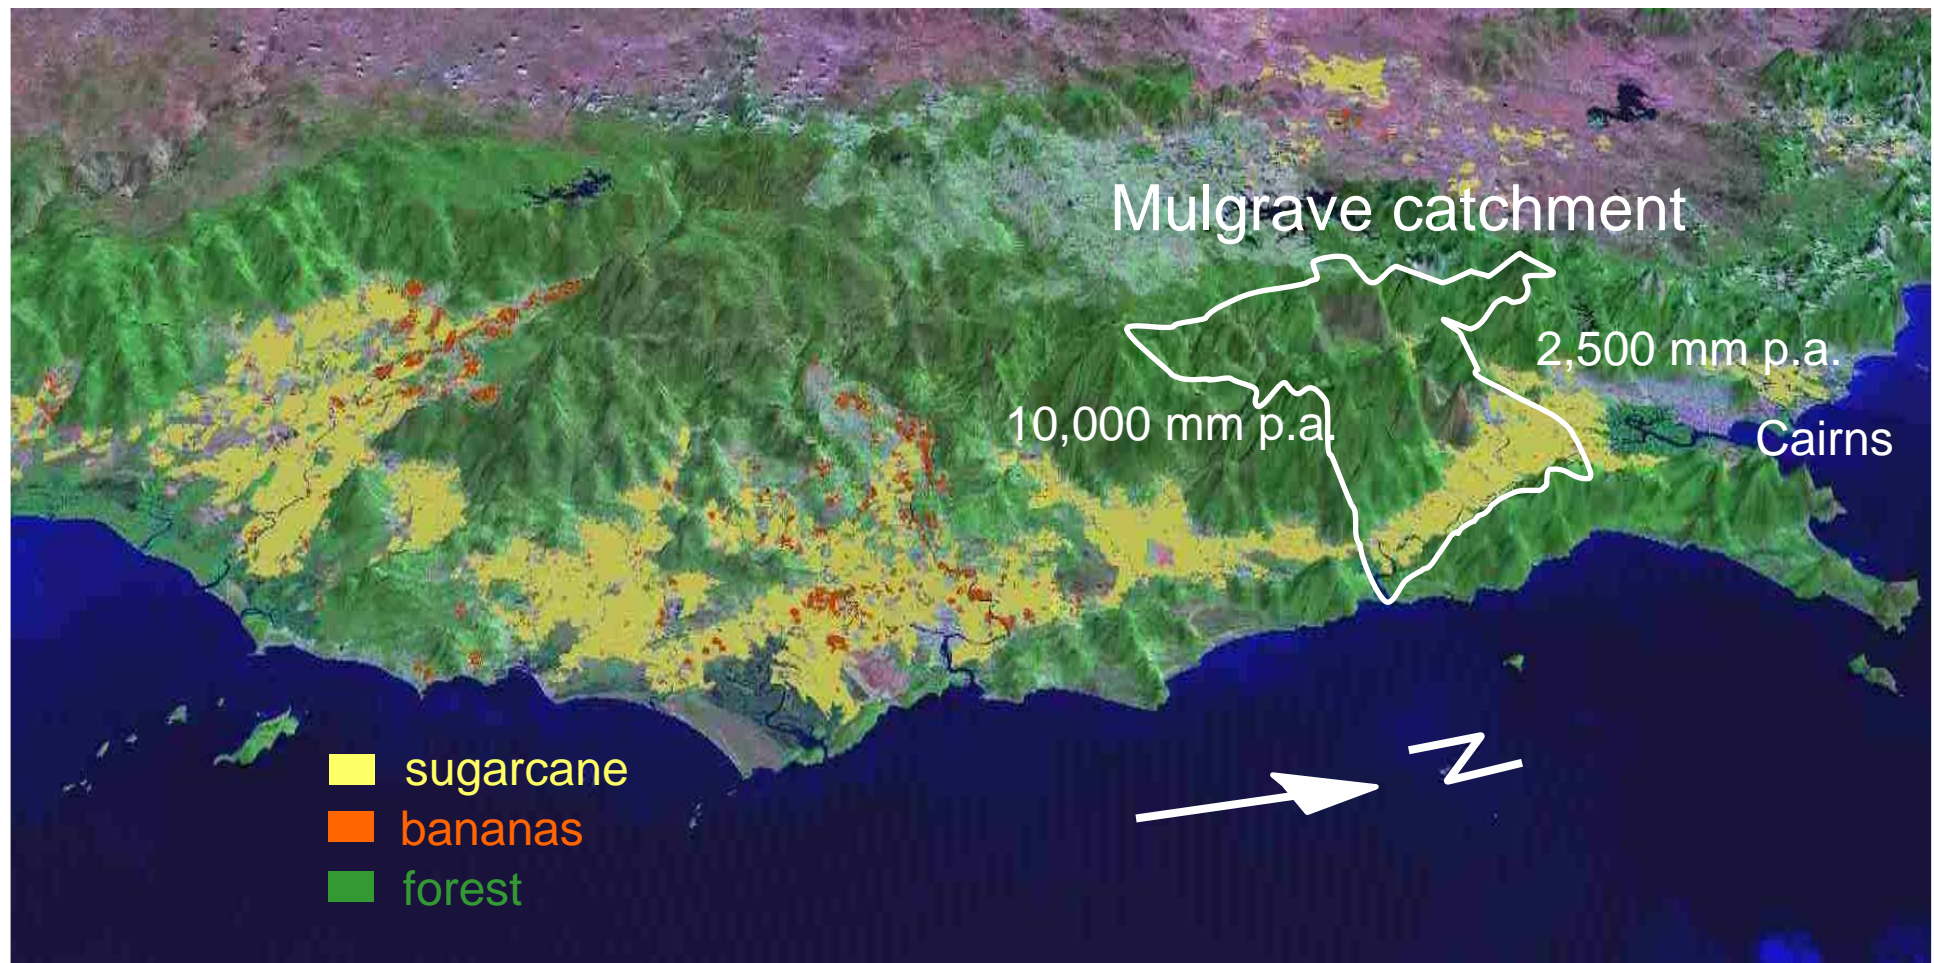 Mulgrave catchment
2,500 mm p.a.
10,000 mm p.a.
Cairns
N
sugarcane
bananas
forest